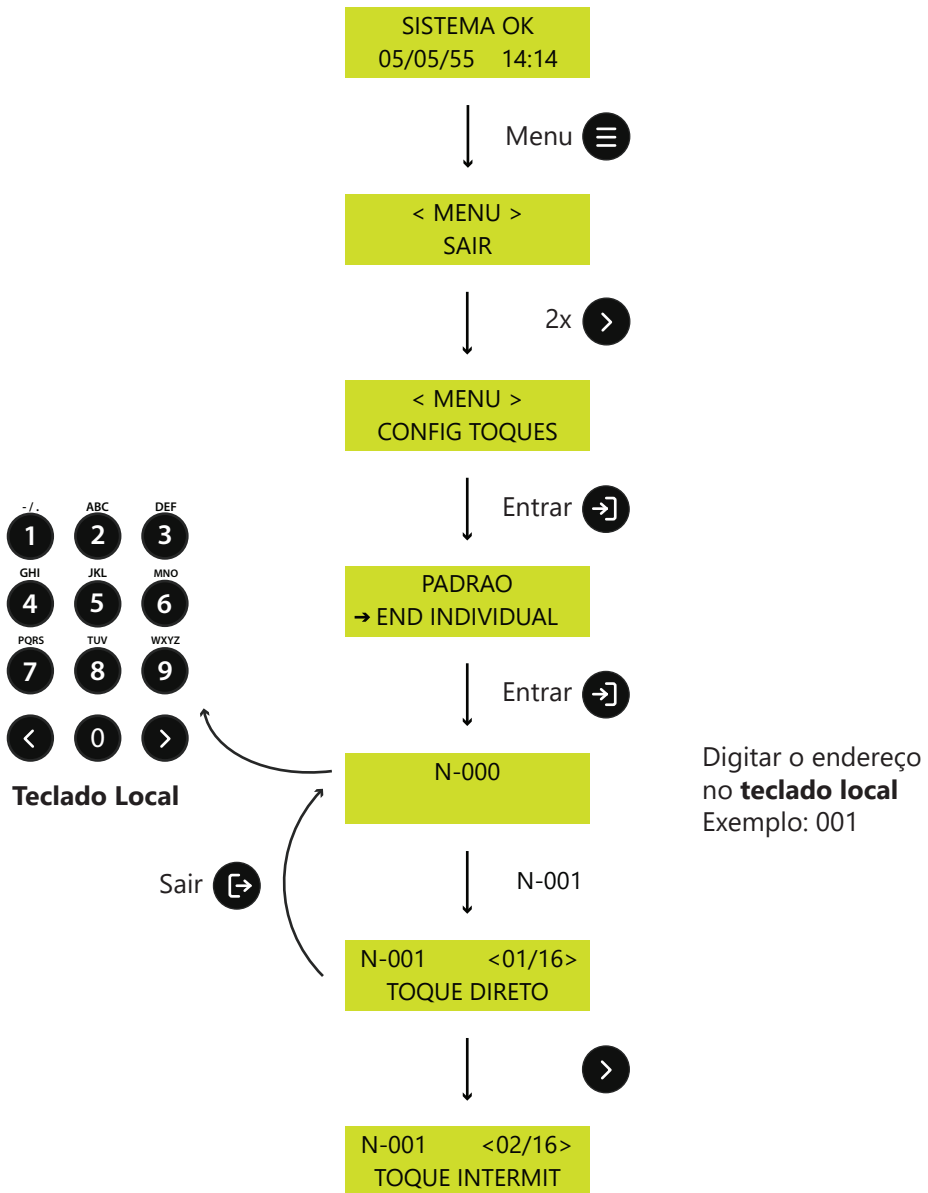 SISTEMA OK
05/05/55 14:14
Menu
< MENU >
SAIR
2x
< MENU >
CONFIG TOQUES
Entrar
PADRAO
➔ END INDIVIDUAL
Entrar
-/. ABC DEF
1 2 3
GHI JKL MNO
4 5 6
PQRS TUV WXYZ
7 8 9
< 0 >
Teclado Local
N-000
Digitar o endereço
no teclado local
Exemplo: 001
Sair
N-001
N-001 <01/16>
TOQUE DIRETO
>
N-001 <02/16>
TOQUE INTERMIT